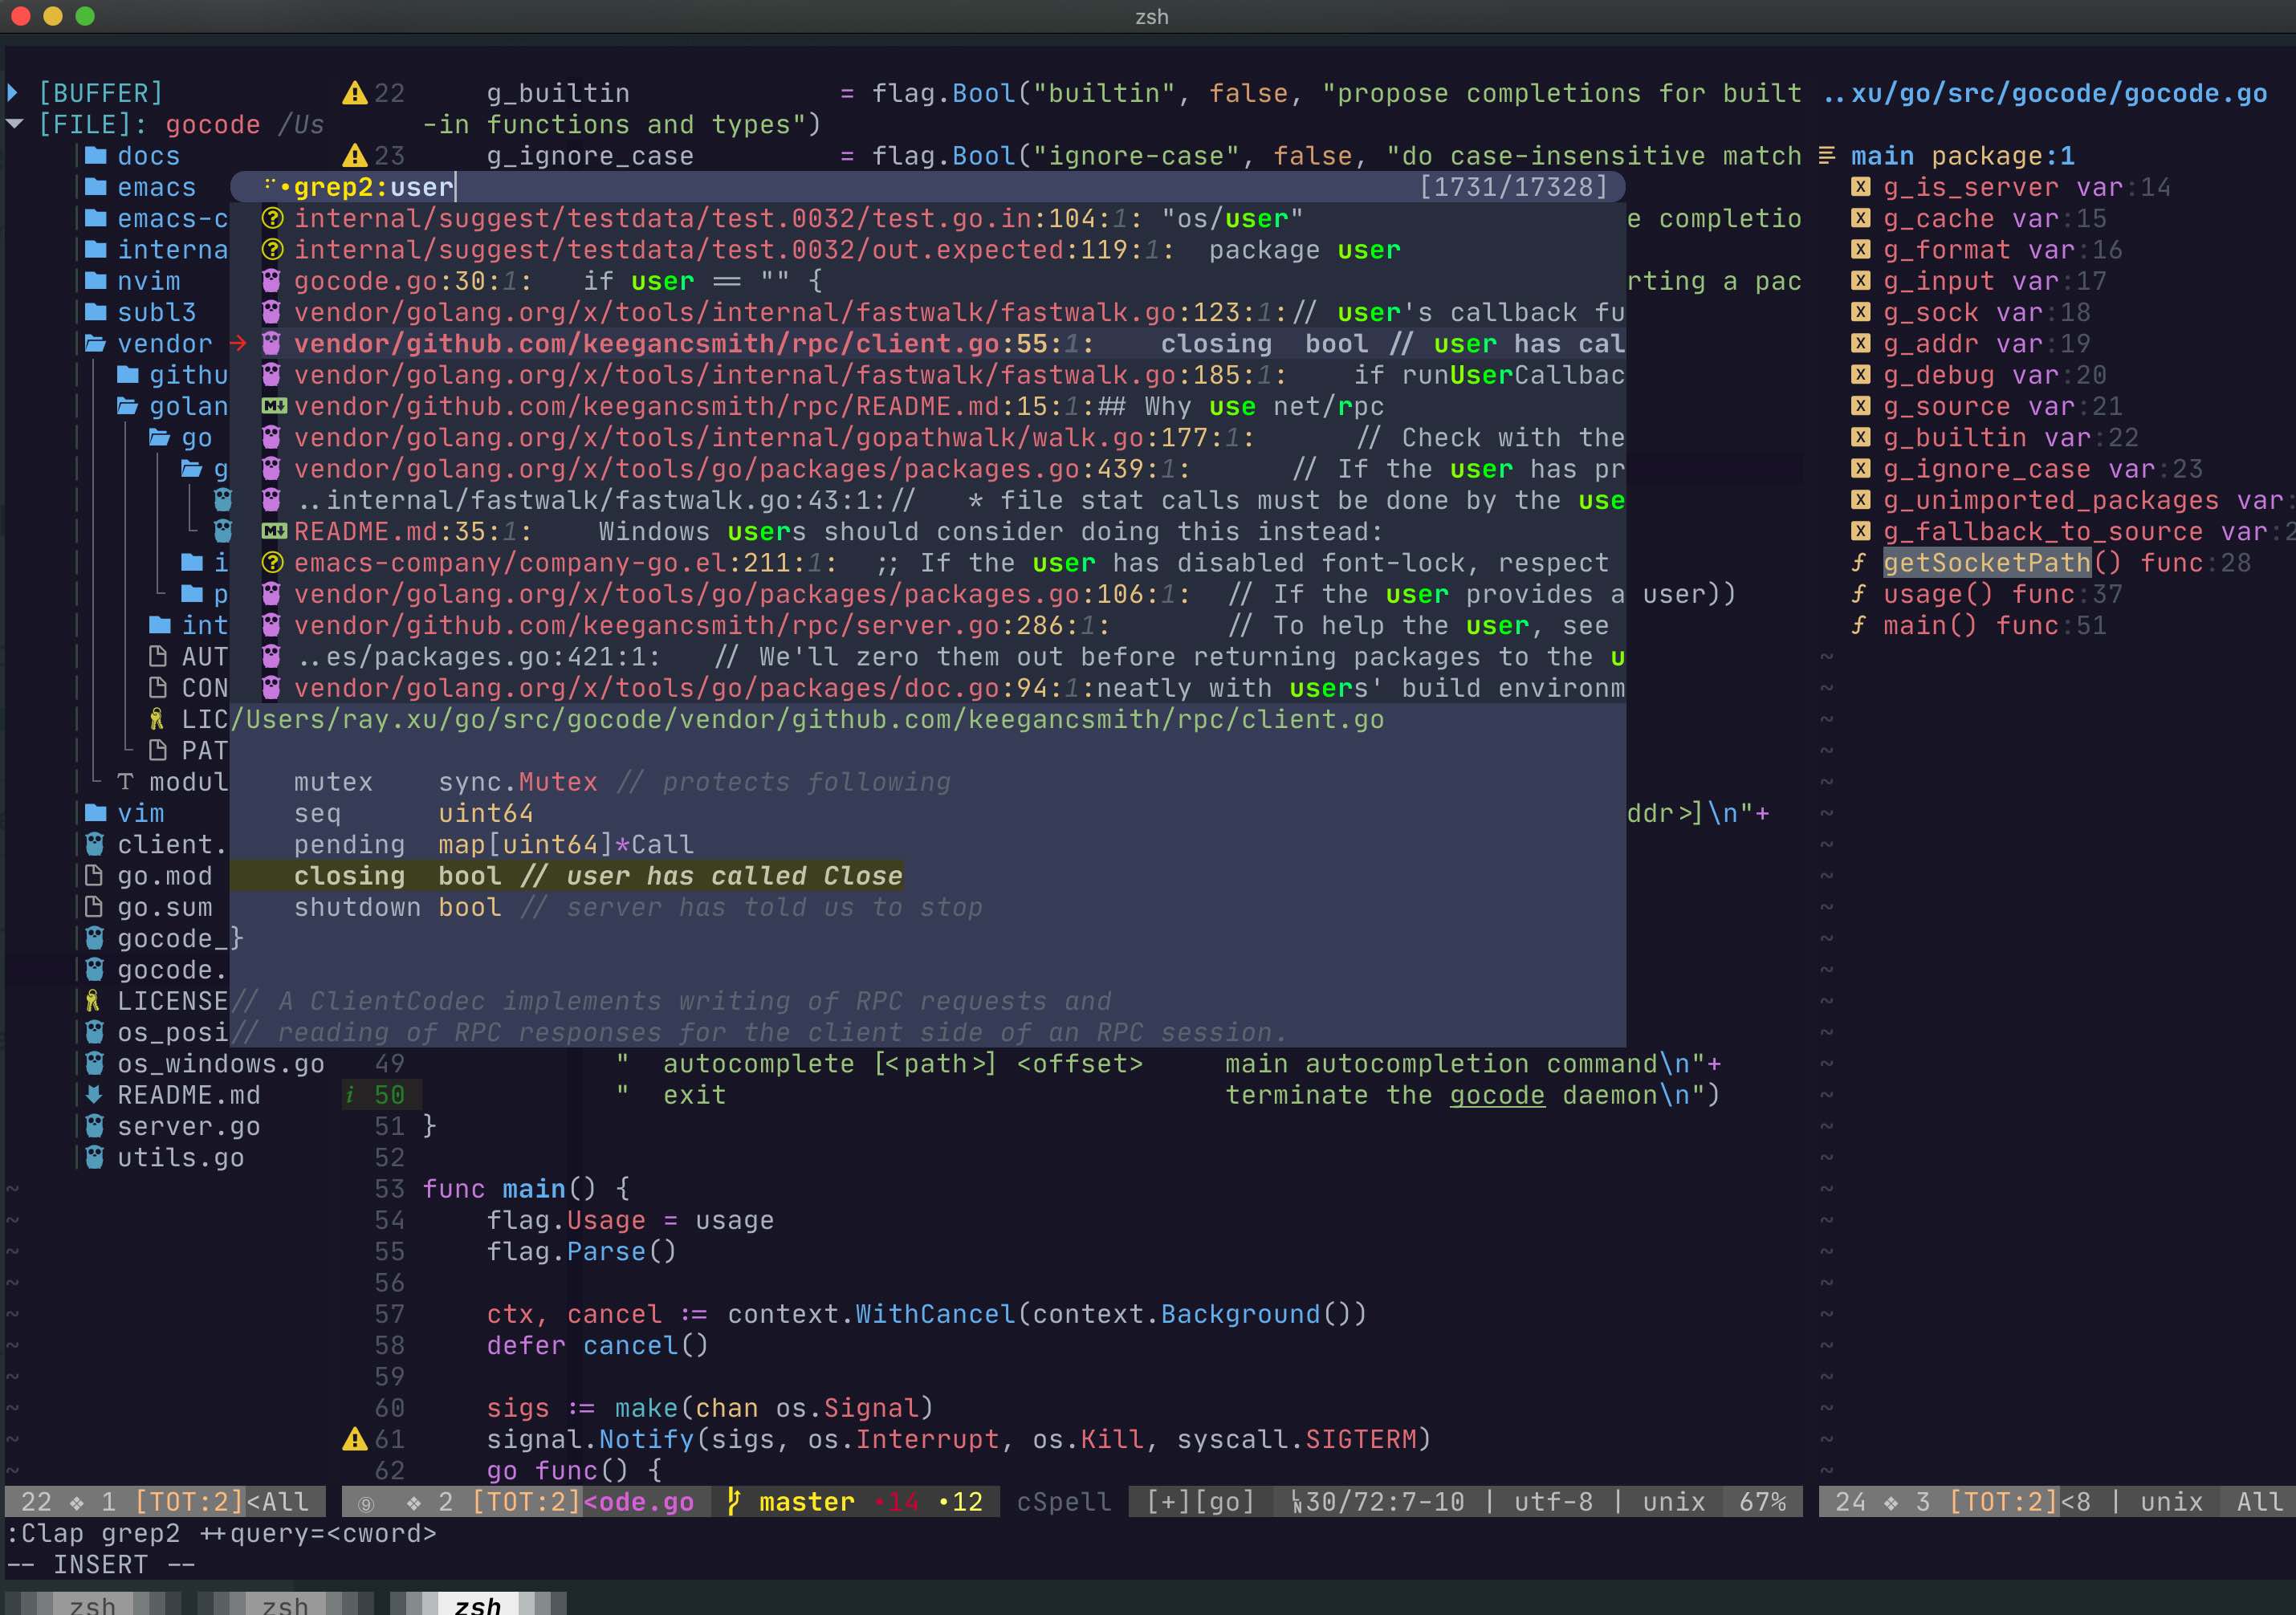 zsh
[BUFFER]
[FILE]: gocode /Us
docs
emacs
emacs-c
interna
nvim
subl3
vendor
githu
golan
go
g
i
p
int
AUT
CON
LIC
PAT
modul
vim
client.
go.mod
go.sum
gocode_
gocode.
LICENSE
os_posi
os_windows.go
README.md
server.go
utils.go
22 g_builtin = flag.Bool("builtin", false, "propose completions for built
-in functions and types")
23 g_ignore_case = flag.Bool("ignore-case", false, "do case-insensitive match
grep2:user [1731/17328]
internal/suggest/testdata/test.0032/test.go.in:104:1: "os/user"
internal/suggest/testdata/test.0032/out.expected:119:1: package user
gocode.go:30:1: if user == "" {
vendor/golang.org/x/tools/internal/fastwalk/fastwalk.go:123:1:// user's callback fu
vendor/github.com/keegancsmith/rpc/client.go:55:1: closing bool // user has cal
vendor/golang.org/x/tools/internal/fastwalk/fastwalk.go:185:1: if runUserCallbac
vendor/github.com/keegancsmith/rpc/README.md:15:1:## Why use net/rpc
vendor/golang.org/x/tools/internal/gopathwalk/walk.go:177:1: // Check with the
vendor/golang.org/x/tools/go/packages/packages.go:439:1: // If the user has pr
..internal/fastwalk/fastwalk.go:43:1:// * file stat calls must be done by the use
README.md:35:1: Windows users should consider doing this instead:
emacs-company/company-go.el:211:1: ;; If the user has disabled font-lock, respect
vendor/golang.org/x/tools/go/packages/packages.go:106:1: // If the user provides a
vendor/github.com/keegancsmith/rpc/server.go:286:1: // To help the user, see
..es/packages.go:421:1: // We'll zero them out before returning packages to the u
vendor/golang.org/x/tools/go/packages/doc.go:94:1:neatly with users' build environm
/Users/ray.xu/go/src/gocode/vendor/github.com/keegancsmith/rpc/client.go
mutex sync.Mutex // protects following
seq uint64
pending map[uint64]*Call
closing bool // user has called Close
shutdown bool // server has told us to stop
}
// A ClientCodec implements writing of RPC requests and
// reading of RPC responses for the client side of an RPC session.
e completio
rting a pac
user))
ddr>]\n"+
49 " autocomplete [<path>] <offset> main autocompletion command\n"+
i 50 " exit terminate the gocode daemon\n")
51 }
52
53 func main() {
54 flag.Usage = usage
55 flag.Parse()
56
57 ctx, cancel := context.WithCancel(context.Background())
58 defer cancel()
59
60 sigs := make(chan os.Signal)
61 signal.Notify(sigs, os.Interrupt, os.Kill, syscall.SIGTERM)
62 go func() {
..xu/go/src/gocode/gocode.go
main package:1
g_is_server var:14
g_cache var:15
g_format var:16
g_input var:17
g_sock var:18
g_addr var:19
g_debug var:20
g_source var:21
g_builtin var:22
g_ignore_case var:23
g_unimported_packages var:
g_fallback_to_source var:2
getSocketPath() func:28
usage() func:37
main() func:51
22 ❖ 1 [TOT:2]<All
⑨ ❖ 2 [TOT:2]<ode.go master •14 •12 cSpell [+][go] 30/72:7-10 | utf-8 | unix 67%
24 ❖ 3 [TOT:2]<8 | unix All
:Clap grep2 ++query=<cword>
-- INSERT --
zsh zsh zsh